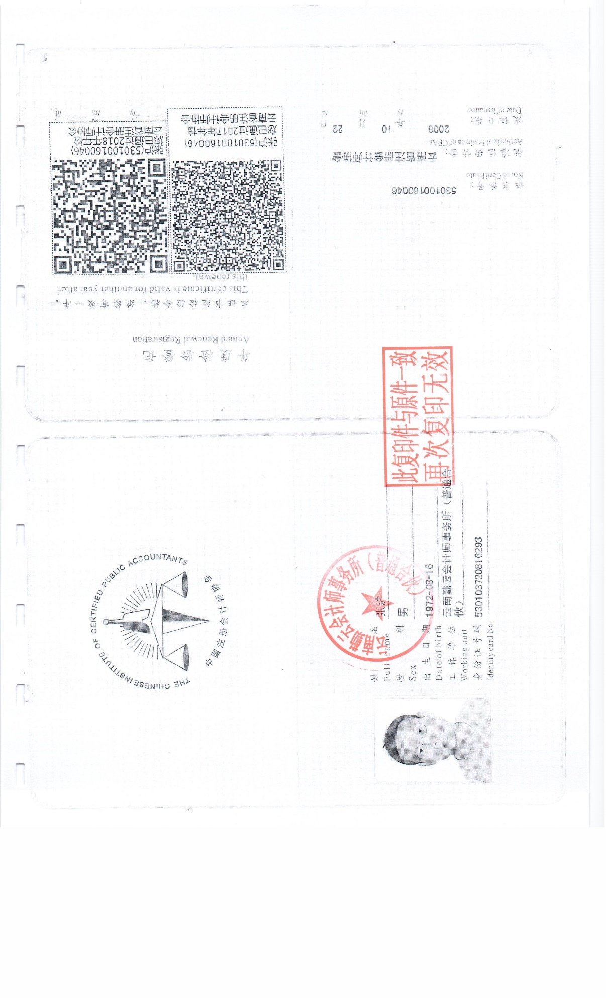 5
4
年度检验登记
Annual Renewal Registration
本证书经检验合格，继续有效一年。
This certificate is valid for another year after
this renewal.
张沪(530100160046)
您已通过2018年年检
云南省注册会计师协会
张沪(530100160046)
您已通过2017年年检
云南省注册会计师协会
/y /m /d
证书编号： 530100160046
No. of Certificate
批准注册协会： 云南省注册会计师协会
Authorized Institute of CPAs
发证日期： 2008 年 10 月 22 日
Date of Issuance /y /m /d
此复印件与原件一致
再次复印无效
THE CHINESE INSTITUTE OF CERTIFIED PUBLIC ACCOUNTANTS
中国注册会计师协会
云南勤云会计师事务所（普通合伙）
姓名 张沪
Full name
性别 男
Sex
出生日期 1972-08-16
Date of birth
工作单位 云南勤云会计师事务所（普通合
伙）
Working unit
身份证号码 530103720816293
Identity card No.